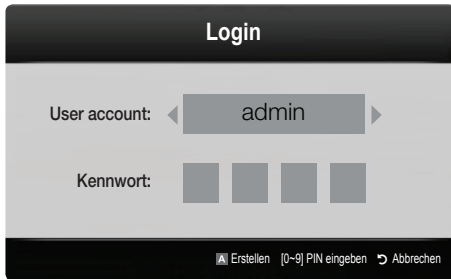 Login
User account: admin
Kennwort:
A Erstellen [0~9] PIN eingeben Abbrechen